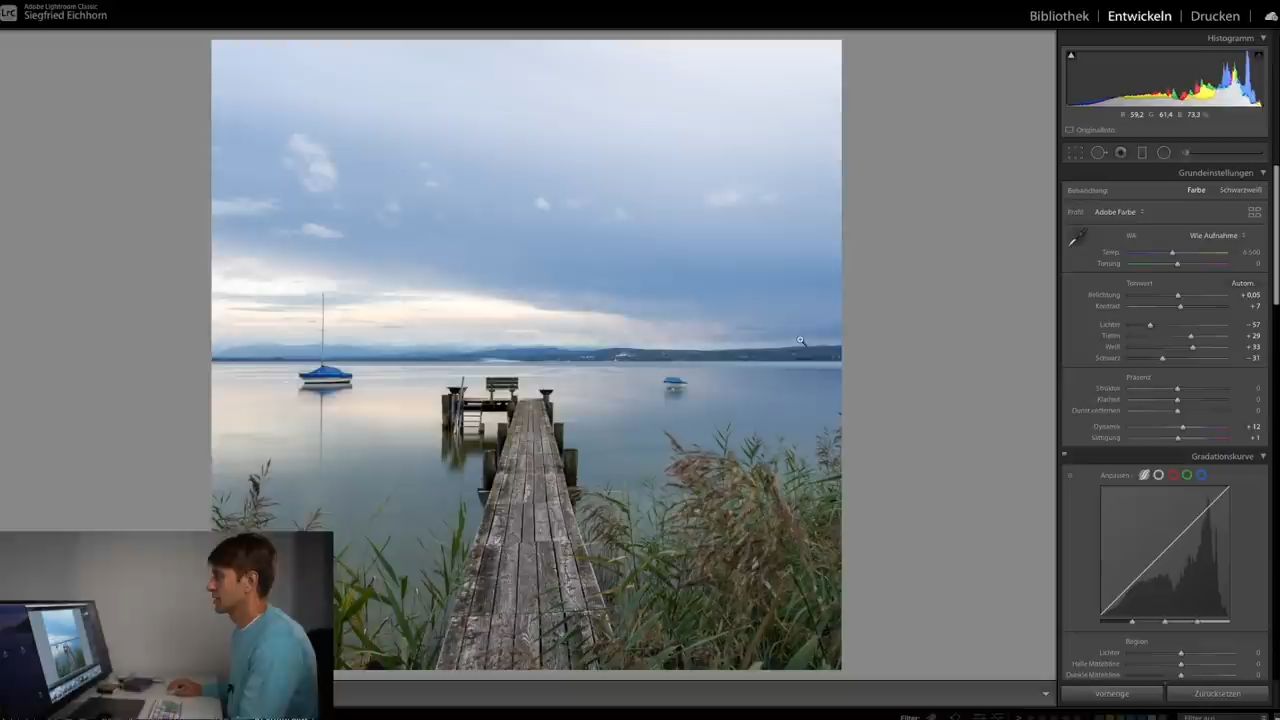 LrC
Adobe Lightroom Classic
Siegfried Eichhorn
Bibliothek | Entwickeln | Drucken |
Histogramm
R 59,2 G 61,4 B 73,3 %
Originalfoto
Grundeinstellungen
Behandlung: Farbe Schwarzweiß
Profil: Adobe Farbe
WA: Wie Aufnahme
Temp. 6.500
Tonung 0
Tonwert Autom.
Belichtung + 0,05
Kontrast + 7
Lichter − 57
Tiefen + 29
Weiß + 33
Schwarz − 31
Präsenz
Struktur 0
Klarheit 0
Dunst entfernen 0
Dynamik + 12
Sättigung + 1
Gradationskurve
Anpassen:
Region
Lichter 0
Helle Mitteltöne 0
Dunkle Mitteltöne 0
Vorherige Zurücksetzen
Filter: Filter aus